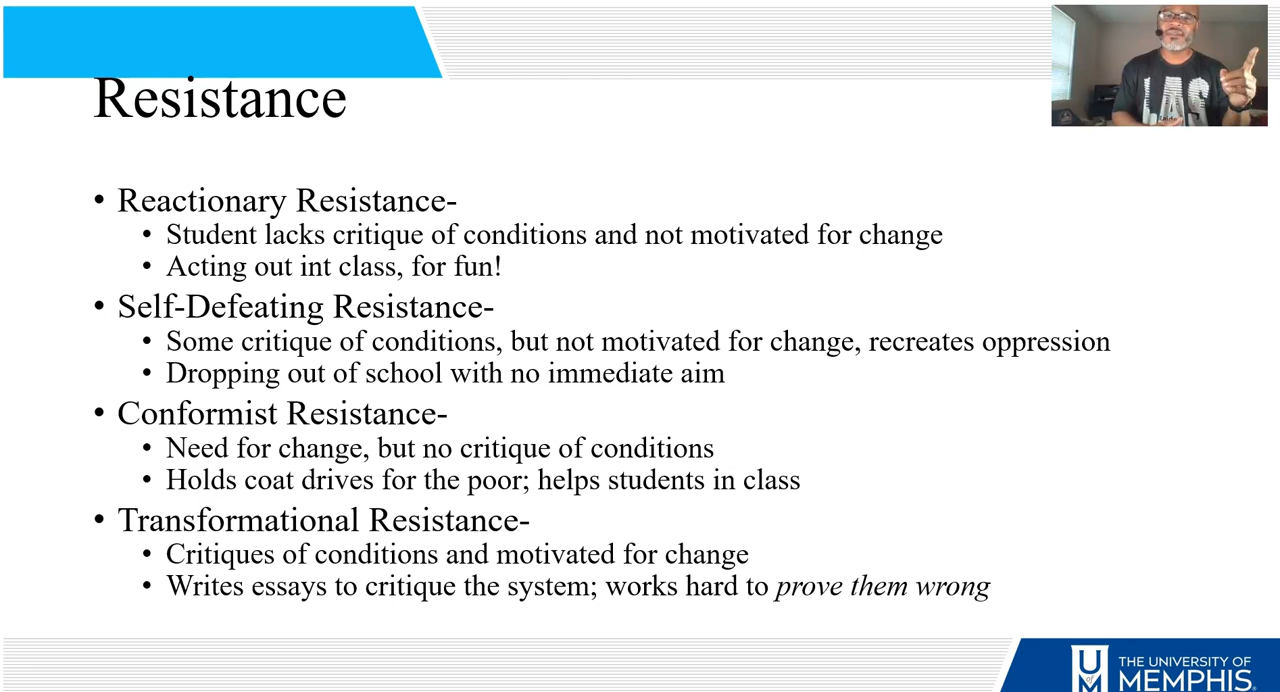 Resistance
• Reactionary Resistance-
• Student lacks critique of conditions and not motivated for change
• Acting out int class, for fun!
• Self-Defeating Resistance-
• Some critique of conditions, but not motivated for change, recreates oppression
• Dropping out of school with no immediate aim
• Conformist Resistance-
• Need for change, but no critique of conditions
• Holds coat drives for the poor; helps students in class
• Transformational Resistance-
• Critiques of conditions and motivated for change
• Writes essays to critique the system; works hard to prove them wrong
LAS
U
of
M
THE UNIVERSITY OF
MEMPHIS